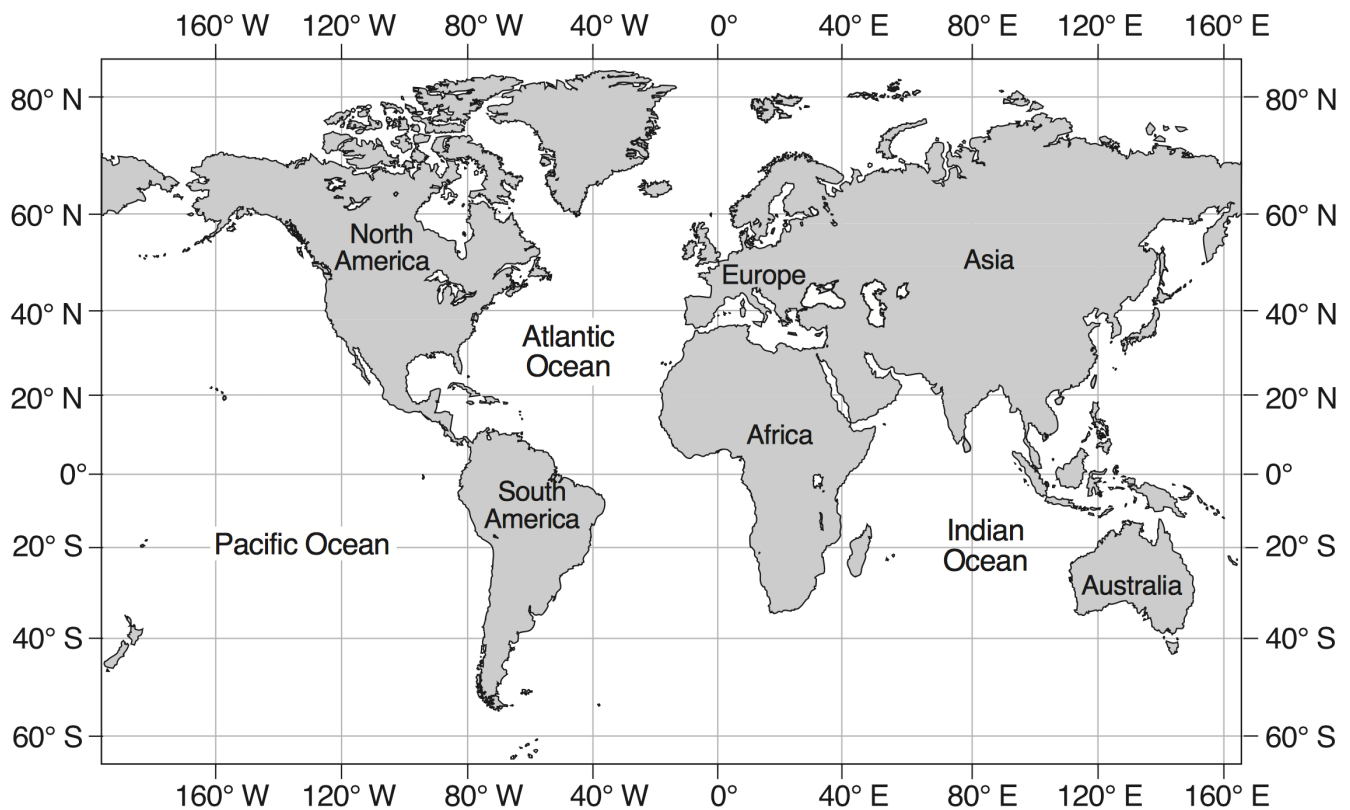 160° W 120° W 80° W 40° W 0° 40° E 80° E 120° E 160° E
80° N 80° N
60° N 60° N
North
America
Europe
Asia
40° N 40° N
Atlantic
Ocean
20° N 20° N
Africa
0° 0°
South
America
Pacific Ocean
Indian
Ocean
20° S 20° S
Australia
40° S 40° S
60° S 60° S
160° W 120° W 80° W 40° W 0° 40° E 80° E 120° E 160° E